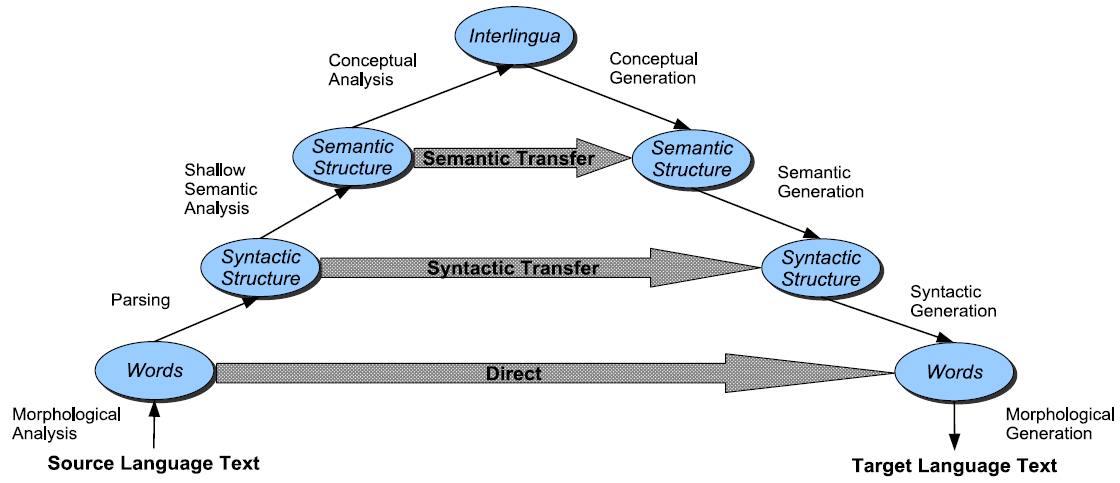 Interlingua
Conceptual
Analysis
Conceptual
Generation
Semantic
Structure
Semantic Transfer
Semantic
Structure
Shallow
Semantic
Analysis
Semantic
Generation
Syntactic
Structure
Syntactic Transfer
Syntactic
Structure
Parsing
Syntactic
Generation
Words
Direct
Words
Morphological
Analysis
Morphological
Generation
Source Language Text
Target Language Text